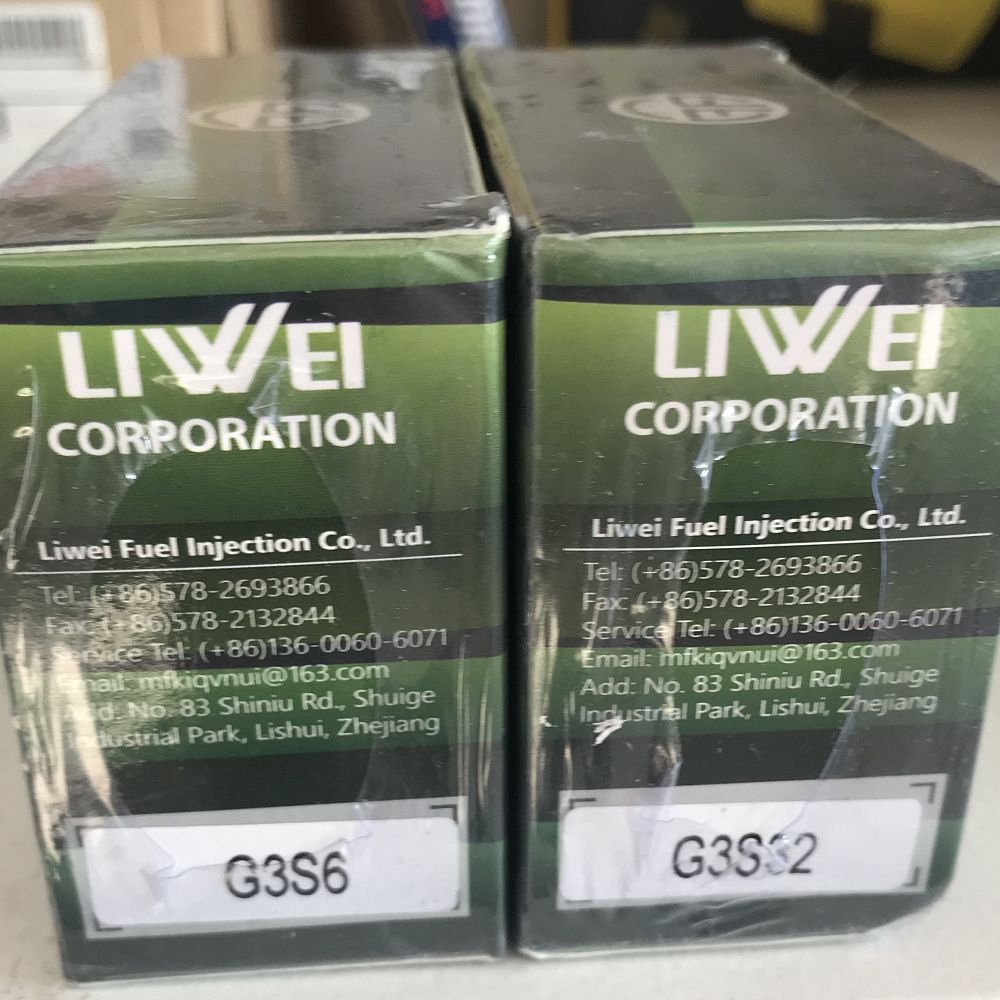 LIWEI
CORPORATION
Liwei Fuel Injection Co., Ltd.
Tel: (+86)578-2693866
Fax: (+86)578-2132844
Service Tel: (+86)136-0060-6071
Email: mfkiqvnui@163.com
Add: No. 83 Shiniu Rd., Shuige
Industrial Park, Lishui, Zhejiang
G3S6
LIWEI
CORPORATION
Liwei Fuel Injection Co., Ltd.
Tel: (+86)578-2693866
Fax: (+86)578-2132844
Service Tel: (+86)136-0060-6071
Email: mfkiqvnui@163.com
Add: No. 83 Shiniu Rd., Shuige
Industrial Park, Lishui, Zhejiang
G3S32